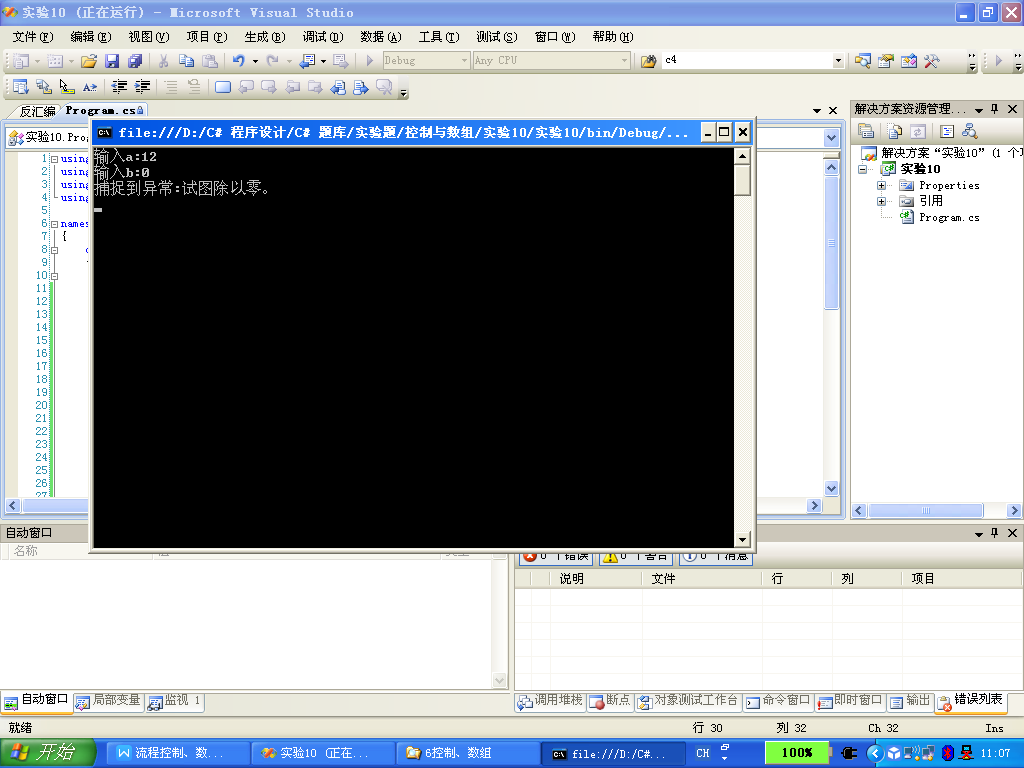 实验10 (正在运行) - Microsoft Visual Studio
文件(F) 编辑(E) 视图(V) 项目(P) 生成(B) 调试(D) 数据(A) 工具(T) 测试(S) 窗口(W) 帮助(H)
Debug Any CPU c4
反汇编 Program.cs
解决方案资源管理...
实验10.Pro
file:///D:/C# 程序设计/C# 题库/实验题/控制与数组/实验10/实验10/bin/Debug/...
输入a:12
输入b:0
捕捉到异常:试图除以零。
1 using
2 using
3 using
4 using
5
6 names
7 {
8
9
10
11
12
13
14
15
16
17
18
19
20
21
22
23
24
25
26
27
解决方案“实验10” (1 个
实验10
Properties
引用
Program.cs
自动窗口
名称
0 个错误 0 个警告 0 个消息
说明 文件 行 列 项目
自动窗口 局部变量 监视 1
调用堆栈 断点 对象测试工作台 命令窗口 即时窗口 输出 错误列表
就绪 行 30 列 32 Ch 32 Ins
开始 流程控制、数... 实验10 (正在... 6控制、数组 file:///D:/C#... CH 100% 11:07